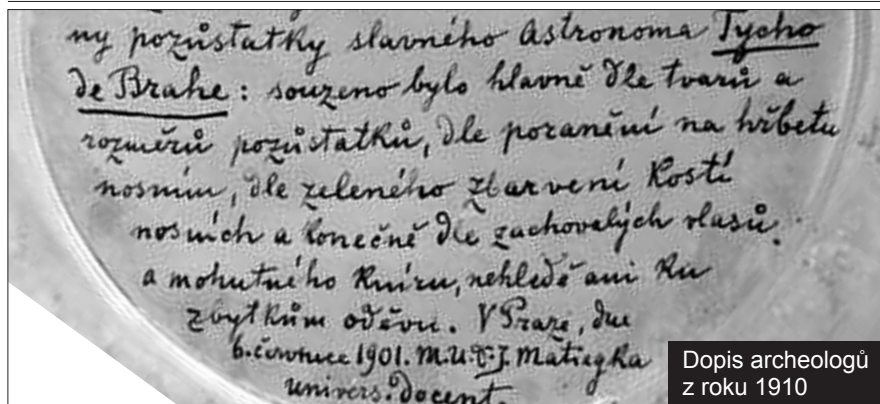 ny pozůstatky slavného astronoma Tycho
de Brahe : souzeno bylo hlavně dle tvarů a
rozměrů pozůstatků, dle poranění na hřbetu
nosním, dle zeleného zbarvení kostí
nosních a konečně dle zachovalých vlasů
a mohutného kníru, nehledě ani ku
zbytkům oděvu. V Praze, dne
6. července 1901. M.U.Dr J. Matiegka
univers. docent.
Dopis archeologů
z roku 1910